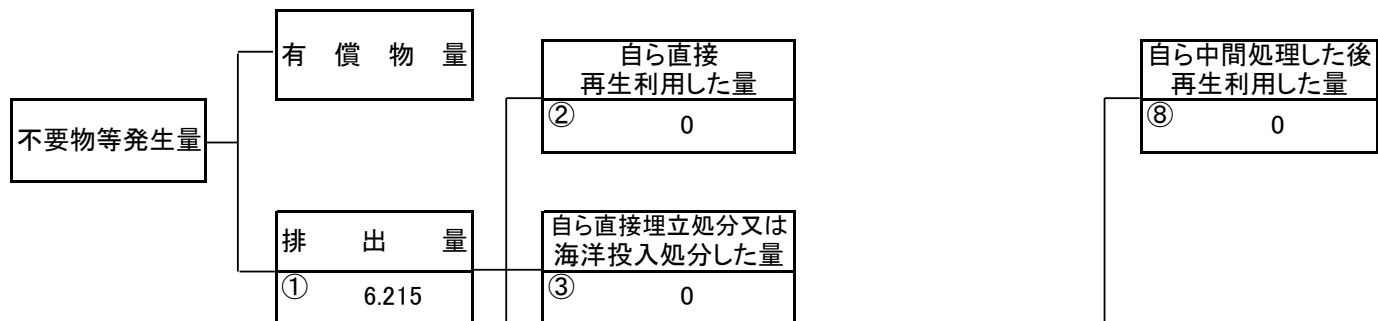 有償物量
自ら直接
再生利用した量
② 0
自ら中間処理した後
再生利用した量
⑧ 0
不要物等発生量
排出量
① 6.215
自ら直接埋立処分又は
海洋投入処分した量
③ 0